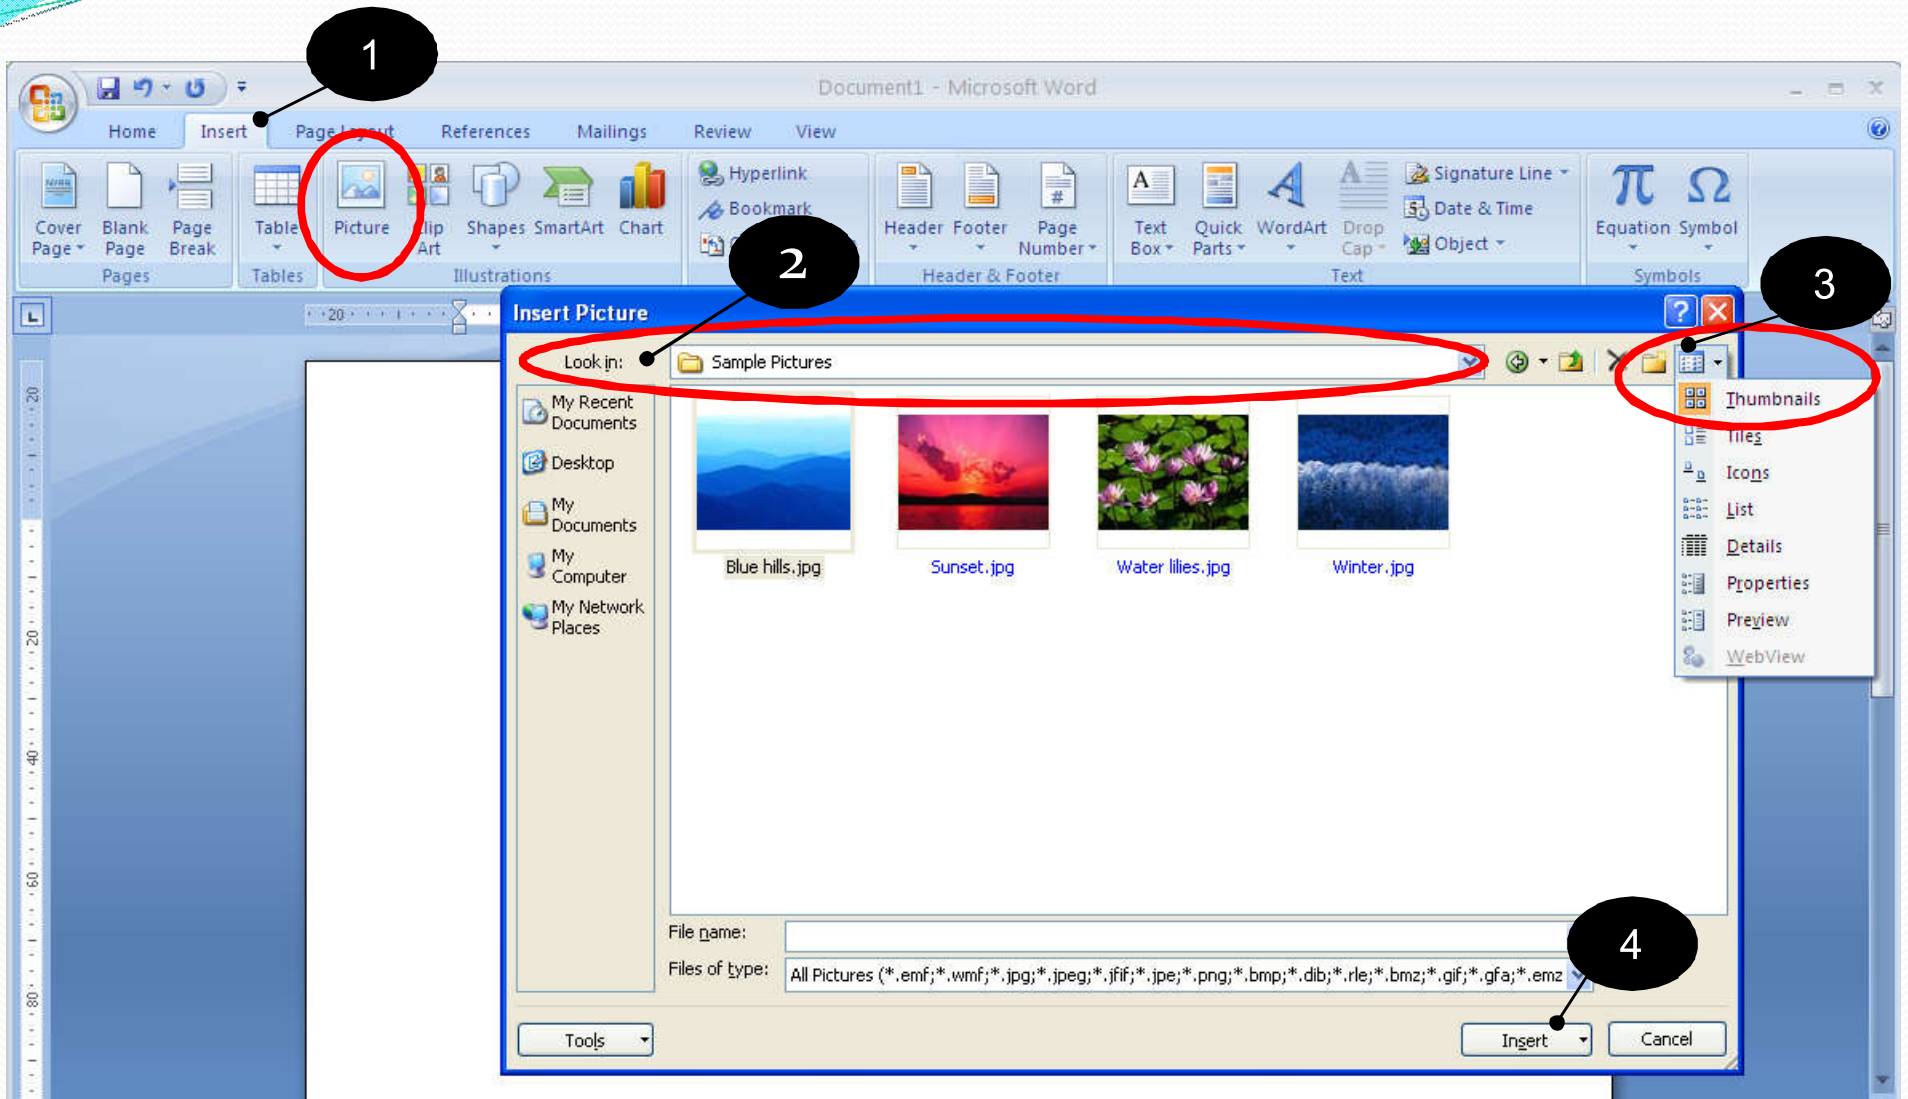 1
Document1 - Microsoft Word
Home Insert Page Layout References Mailings Review View
Cover Page
Blank Page
Page Break
Table
Picture
Clip Art
Shapes
SmartArt
Chart
Hyperlink
Bookmark
Header
Footer
Page Number
A
Text Box
Quick Parts
A
WordArt
A
Drop Cap
Signature Line
Date & Time
Object
π
Equation
Ω
Symbol
Pages
Tables
Illustrations
Header & Footer
Text
Symbols
2
3
20
Insert Picture
Look in: Sample Pictures
My Recent Documents
Desktop
My Documents
My Computer
My Network Places
Blue hills.jpg
Sunset.jpg
Water lilies.jpg
Winter.jpg
Thumbnails
Tiles
Icons
List
Details
Properties
Preview
WebView
20
20
40
60
80
File name:
4
Files of type: All Pictures (*.emf;*.wmf;*.jpg;*.jpeg;*.jfif;*.jpe;*.png;*.bmp;*.dib;*.rle;*.bmz;*.gif;*.gfa;*.emz
Tools
Insert
Cancel